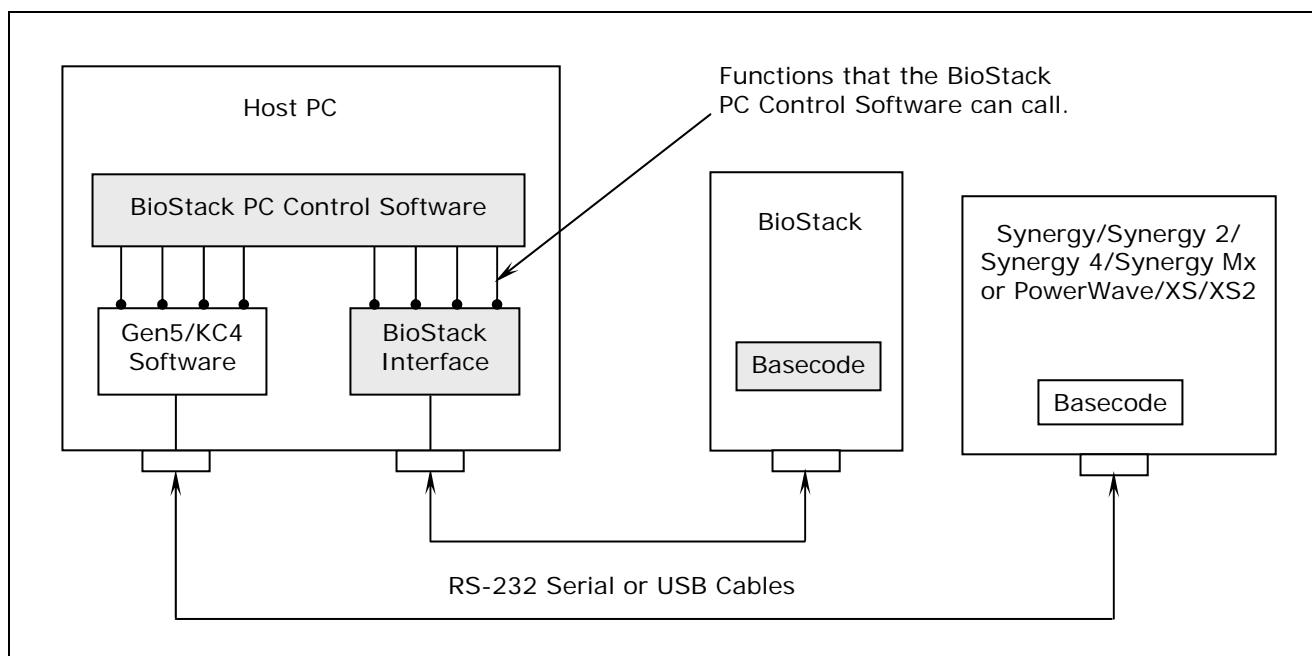 Functions that the BioStack
PC Control Software can call.
Host PC
BioStack PC Control Software
Gen5/KC4
Software
BioStack
Interface
BioStack
Basecode
Synergy/Synergy 2/
Synergy 4/Synergy Mx
or PowerWave/XS/XS2
Basecode
RS-232 Serial or USB Cables